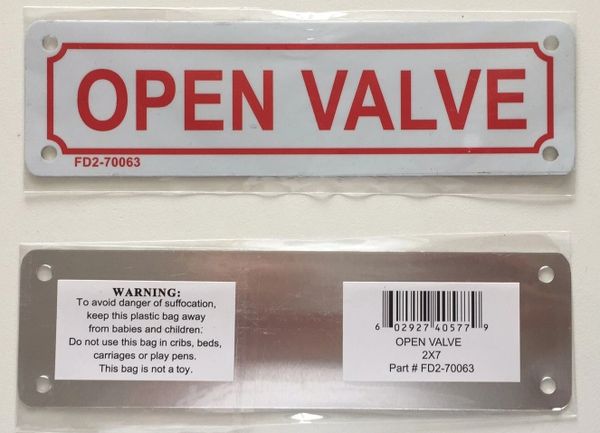 OPEN VALVE
FD2-70063
WARNING:
To avoid danger of suffocation,
keep this plastic bag away
from babies and children.
Do not use this bag in cribs, beds,
carriages or play pens.
This bag is not a toy.
6 02927 40577 9
OPEN VALVE
2X7
Part # FD2-70063